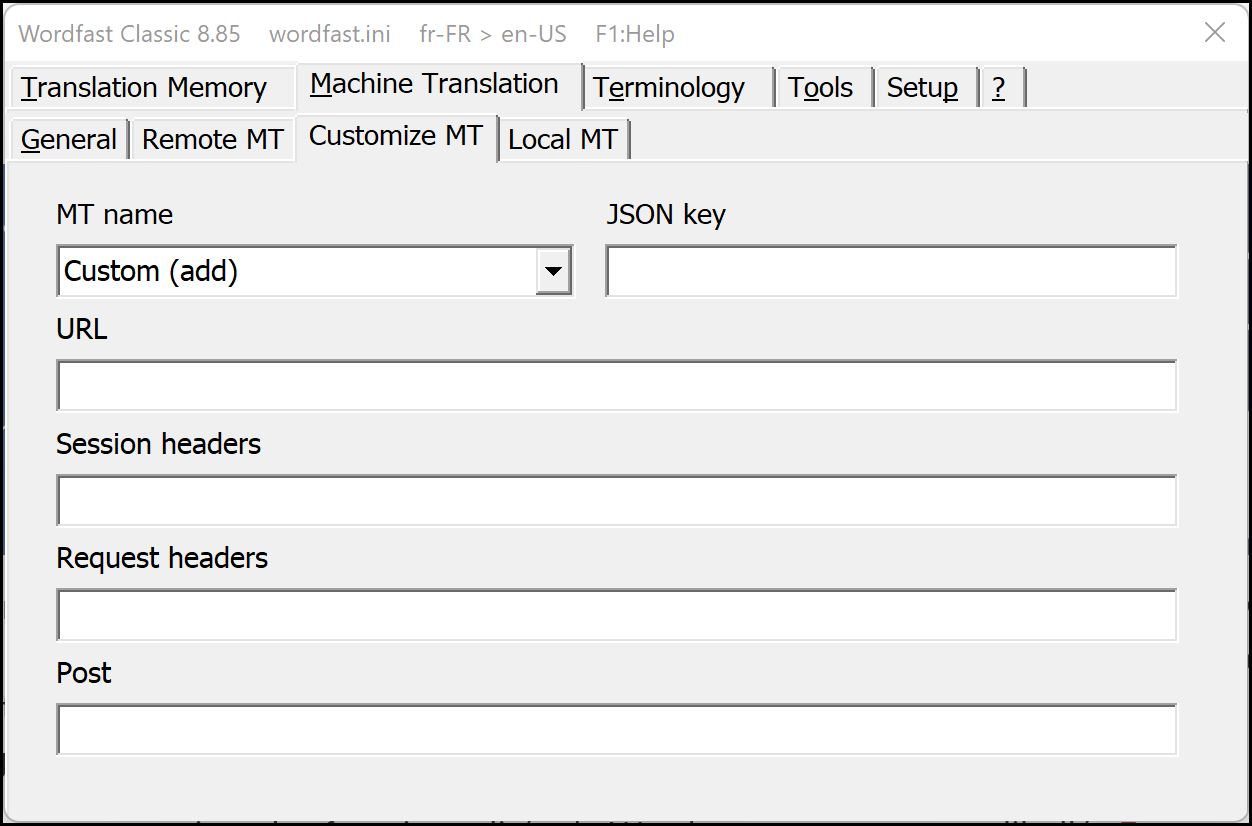 Wordfast Classic 8.85 wordfast.ini fr-FR > en-US F1:Help
Translation Memory Machine Translation Terminology Tools Setup ?
General Remote MT Customize MT Local MT
MT name JSON key
Custom (add)
URL
Session headers
Request headers
Post